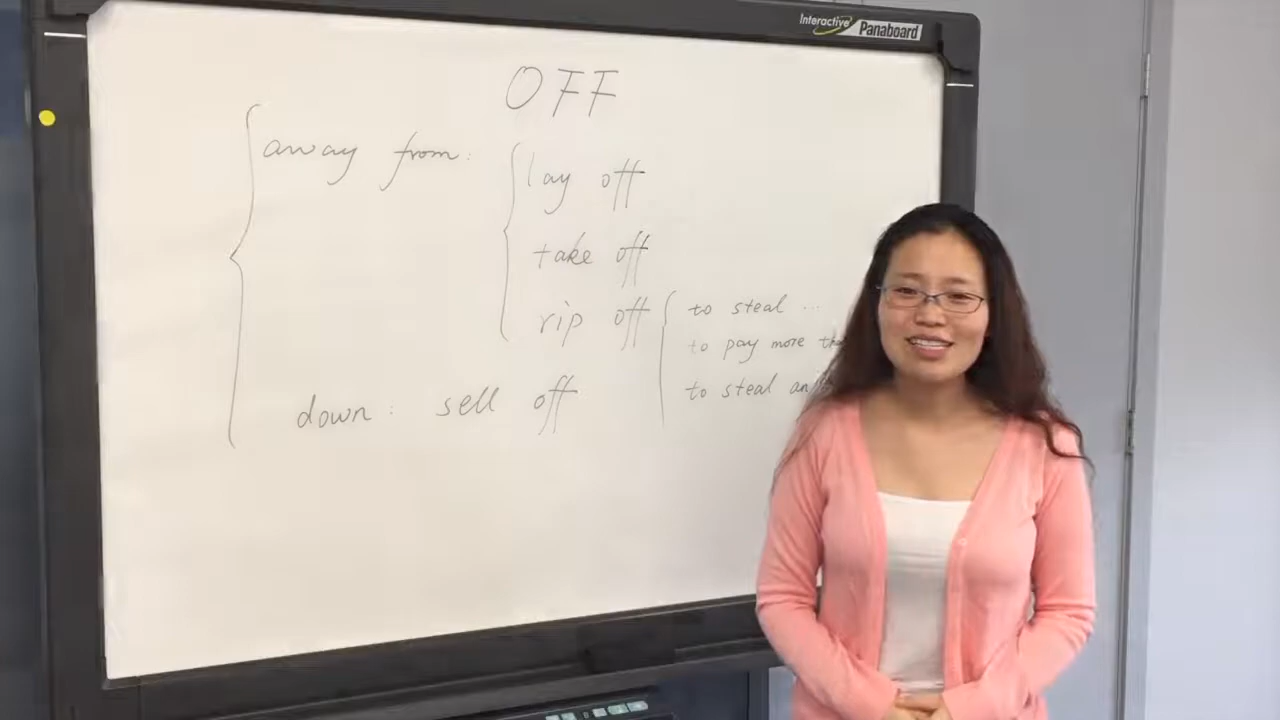 Interactive Panaboard
OFF
away from:
lay off
take off
rip off
to steal ...
to pay more
to steal
down: sell off